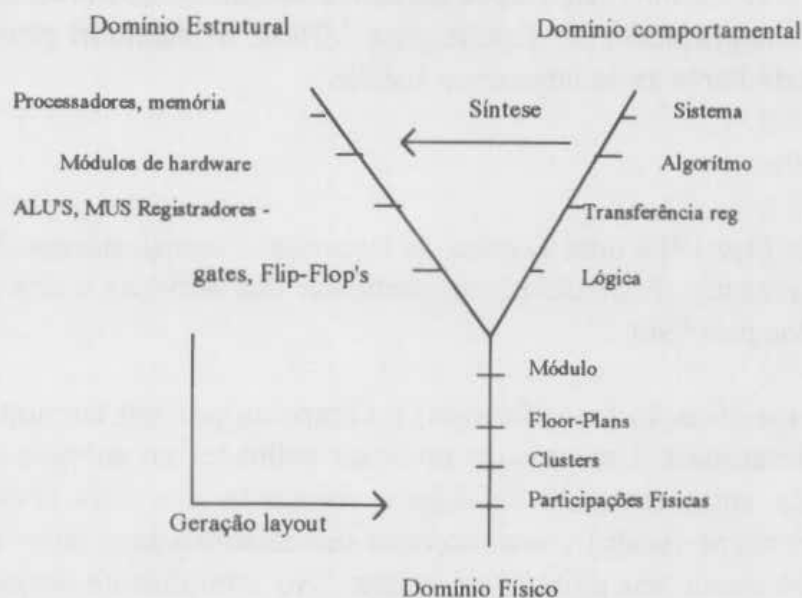 Domínio Estrutural
Domínio comportamental
Processadores, memória
Síntese
Sistema
Módulos de hardware
Algorítmo
ALU'S, MUS Registradores -
Transferência reg
gates, Flip-Flop's
Lógica
Módulo
Floor-Plans
Clusters
Participações Físicas
Geração layout
Domínio Físico